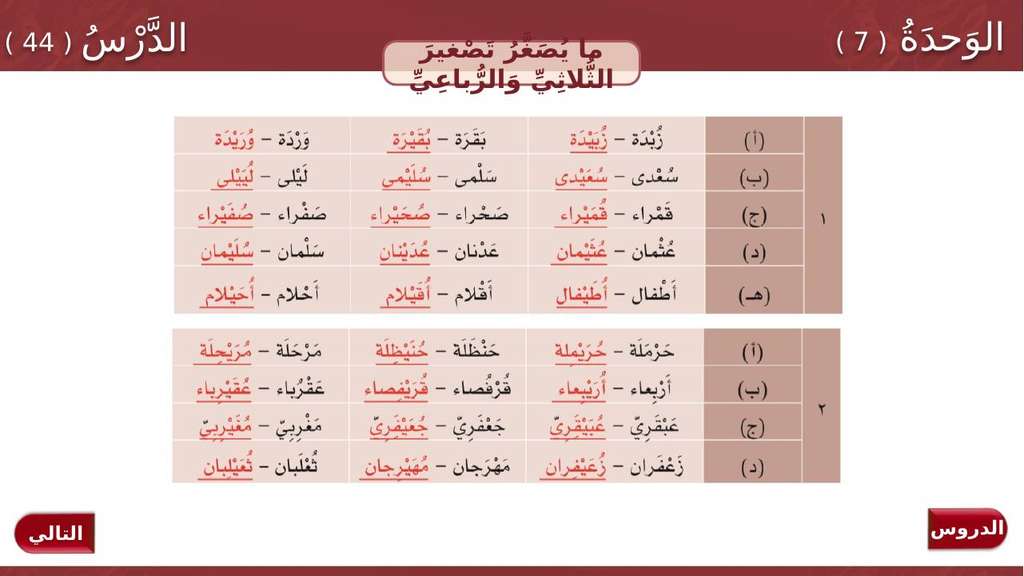 الوَحدَةُ ( 7 )
الدَّرْسُ ( 44 )
ما يُصَغَّرُ تَصْغيرَ
الثُّلاثِيِّ وَالرُّباعِيِّ
١
(أ) زُبْدَة – زُبَيْدَة بَقَرَة – بُقَيْرَة وَرْدَة – وُرَيْدَة
(ب) سُعْدى – سُعَيْدى سَلْمى – سُلَيْمى لَيْلى – لُيَيْلى
(ج) قَمْراء – قُمَيْراء صَحْراء – صُحَيْراء صَفْراء – صُفَيْراء
(د) عُثْمان – عُثَيْمان عَدْنان – عُدَيْنان سَلْمان – سُلَيْمان
(هـ) أَطْفال – أُطَيْفال أَقْلام – أُقَيْلام أَحْلام – أُحَيْلام
٢
(أ) حَرْمَلَة – حُرَيْمِلة حَنْظَلَة – حُنَيْظِلَة مَرْحَلَة – مُرَيْحِلَة
(ب) أَرْبِعاء – أُرَيْبِعاء قُرْفُصاء – قُرَيْفِصاء عَقْرُباء – عُقَيْرِباء
(ج) عَبْقَرِيّ – عُبَيْقَرِيّ جَعْفَرِيّ – جُعَيْفَرِيّ مَغْرِبِيّ – مُغَيْرِبِيّ
(د) زَعْفَران – زُعَيْفِران مَهْرَجان – مُهَيْرِجان ثُعْلَبان – ثُعَيْلِبان
الدروس
التالي